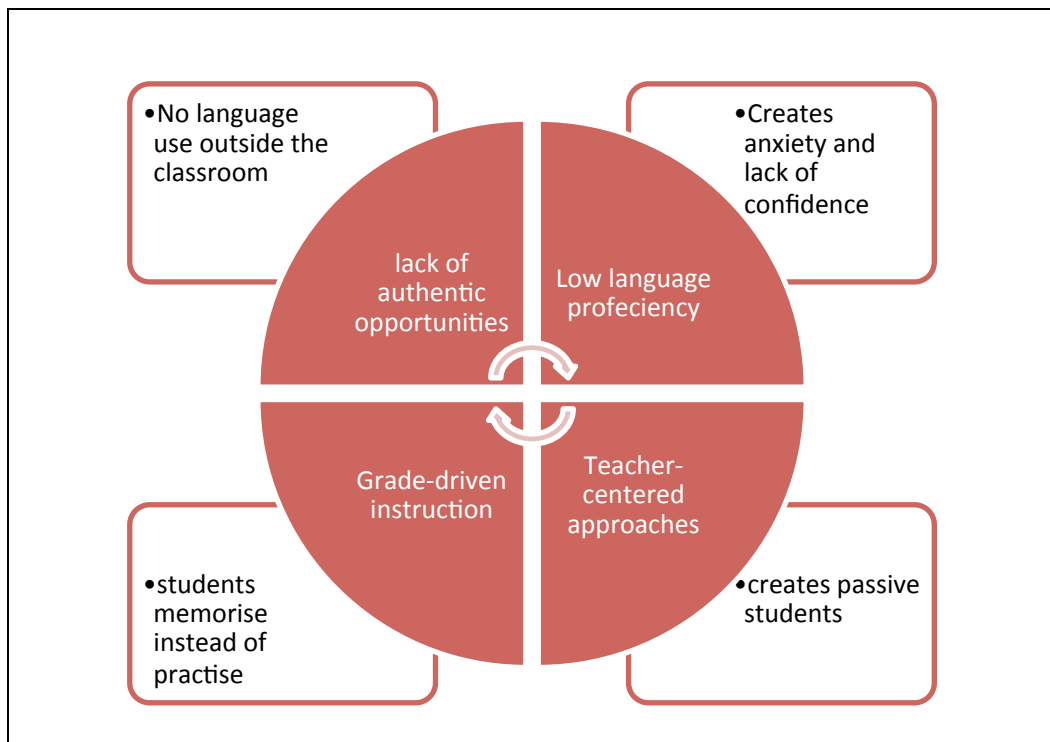 •No language
use outside the
classroom
•Creates
anxiety and
lack of
confidence
lack of
authentic
opportunities
Low language
profeciency
Grade-driven
instruction
Teacher-
centered
approaches
•students
memorise
instead of
practise
•creates passive
students